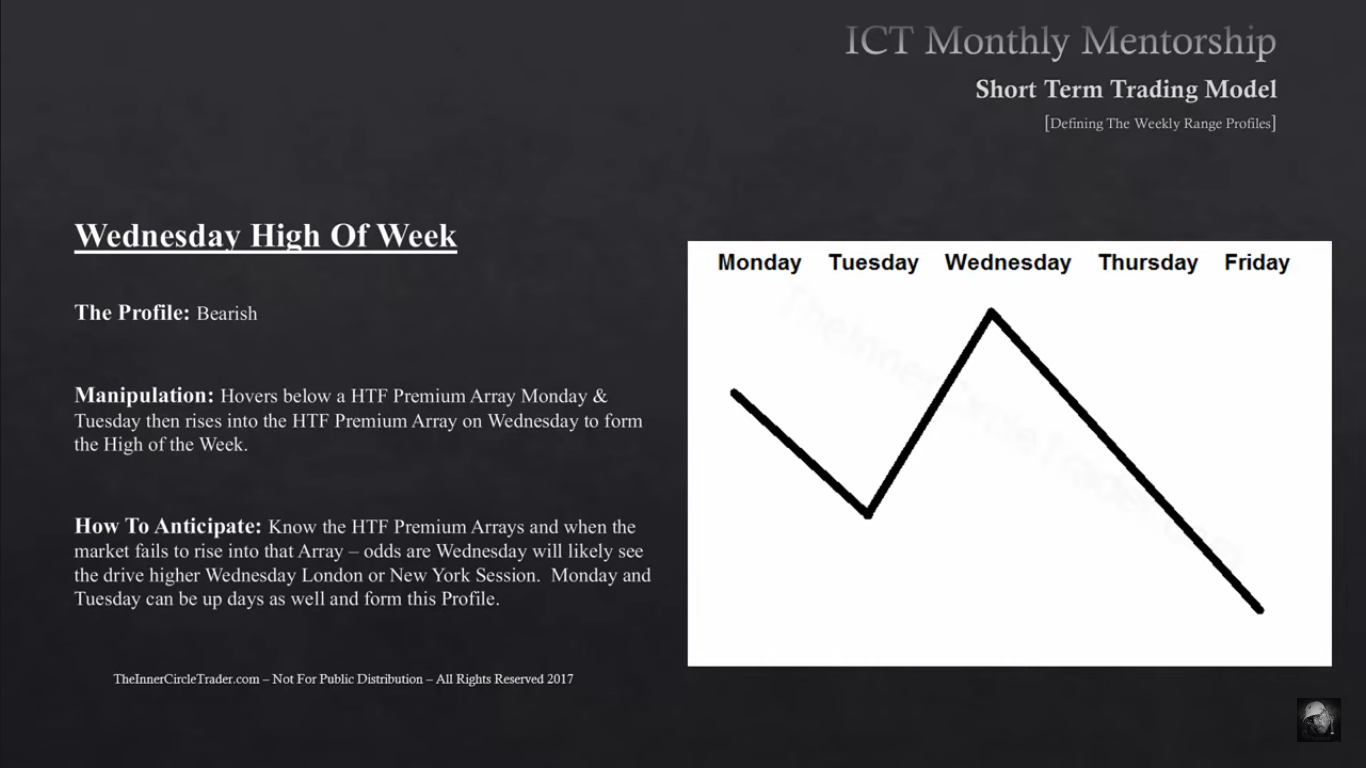 ICT Monthly Mentorship
Short Term Trading Model
[Defining The Weekly Range Profiles]
Wednesday High Of Week
The Profile: Bearish
Manipulation: Hovers below a HTF Premium Array Monday &
Tuesday then rises into the HTF Premium Array on Wednesday to form
the High of the Week.
How To Anticipate: Know the HTF Premium Arrays and when the
market fails to rise into that Array – odds are Wednesday will likely see
the drive higher Wednesday London or New York Session.  Monday and
Tuesday can be up days as well and form this Profile.
Monday Tuesday Wednesday Thursday Friday
TheInnerCircleTrader.com
TheInnerCircleTrader.com – Not For Public Distribution – All Rights Reserved 2017